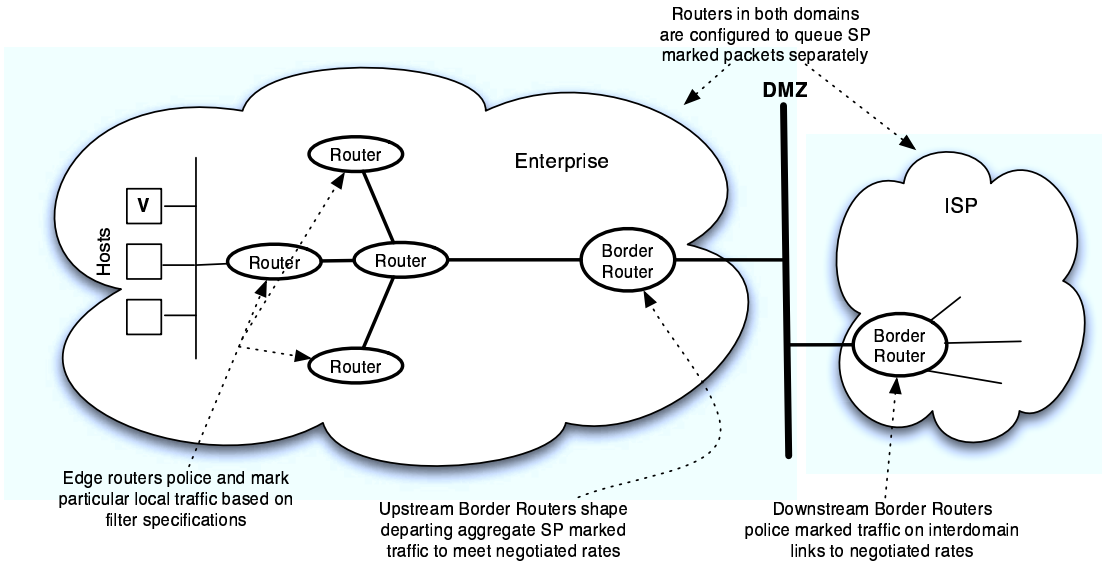 Routers in both domains
are configured to queue SP
marked packets separately
DMZ
Router
Enterprise
V
ISP
Hosts
Router
Router
Border
Router
Border
Router
Router
Edge routers police and mark
particular local traffic based on
filter specifications
Upstream Border Routers shape
departing aggregate SP marked
traffic to meet negotiated rates
Downstream Border Routers
police marked traffic on interdomain
links to negotiated rates